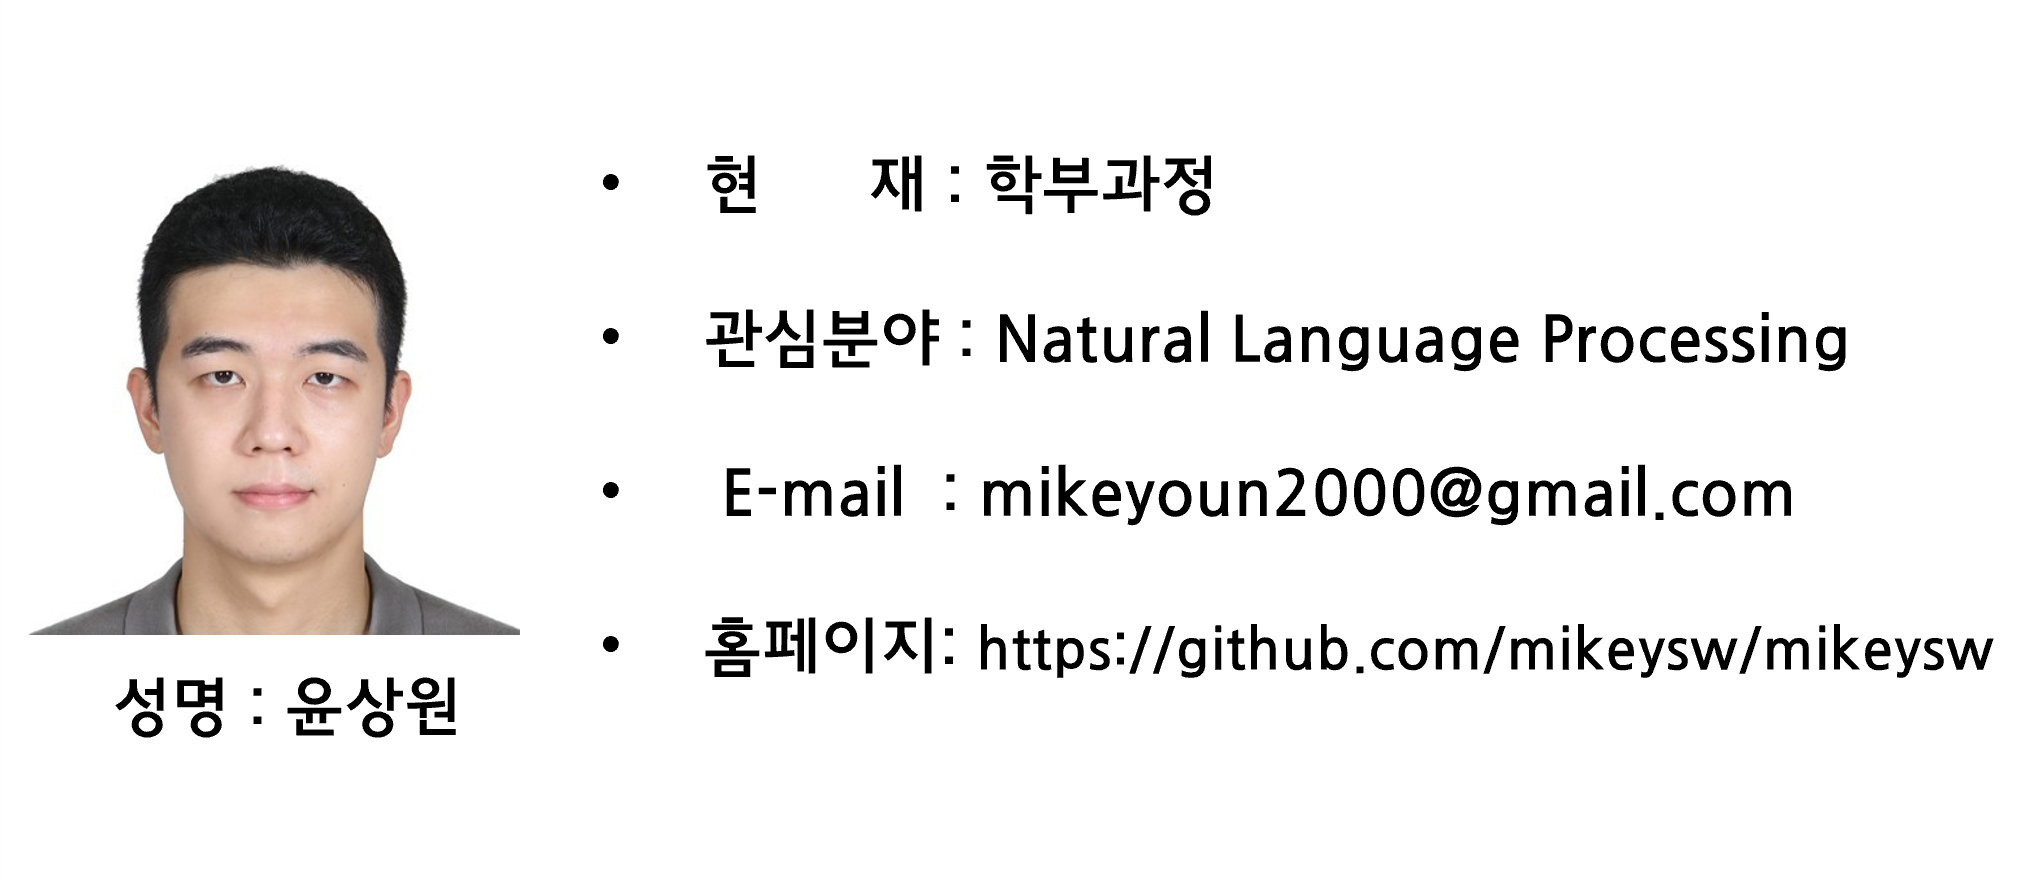 • 현 재 : 학부과정
• 관심분야 : Natural Language Processing
• E-mail : mikeyoun2000@gmail.com
• 홈페이지: https://github.com/mikeysw/mikeysw
성명 : 윤상원